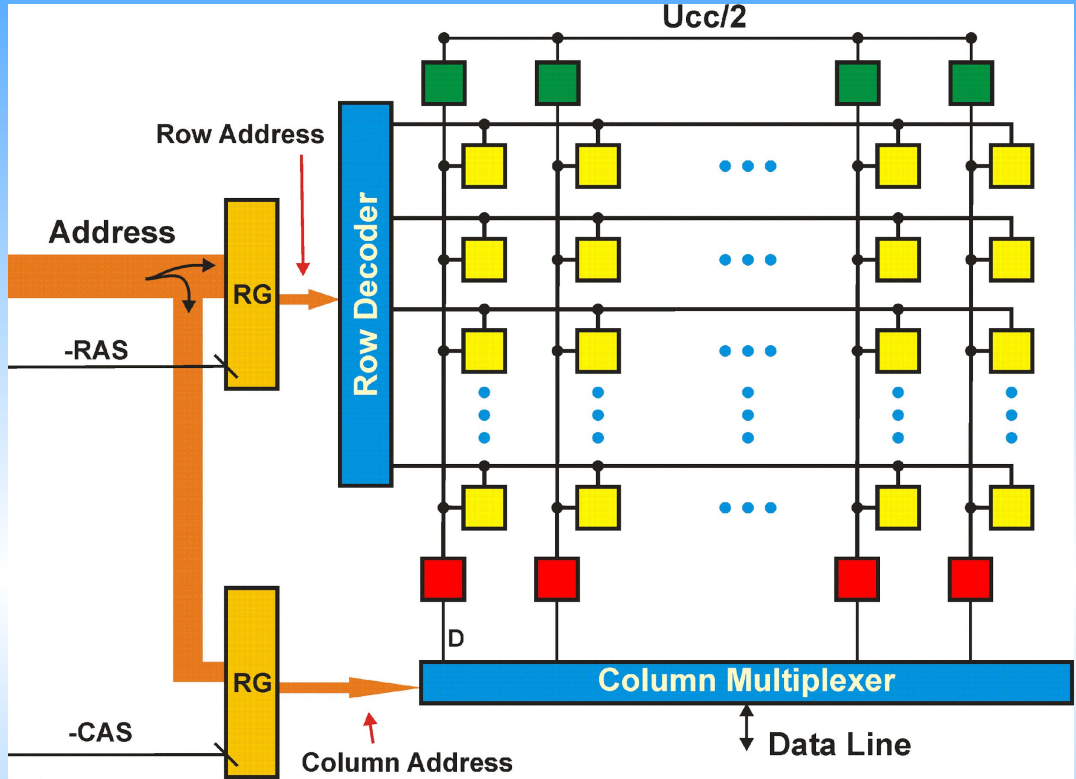 Ucc/2
Row Address
Address
RG
Row Decoder
-RAS
D
RG
Column Multiplexer
-CAS
Column Address
Data Line